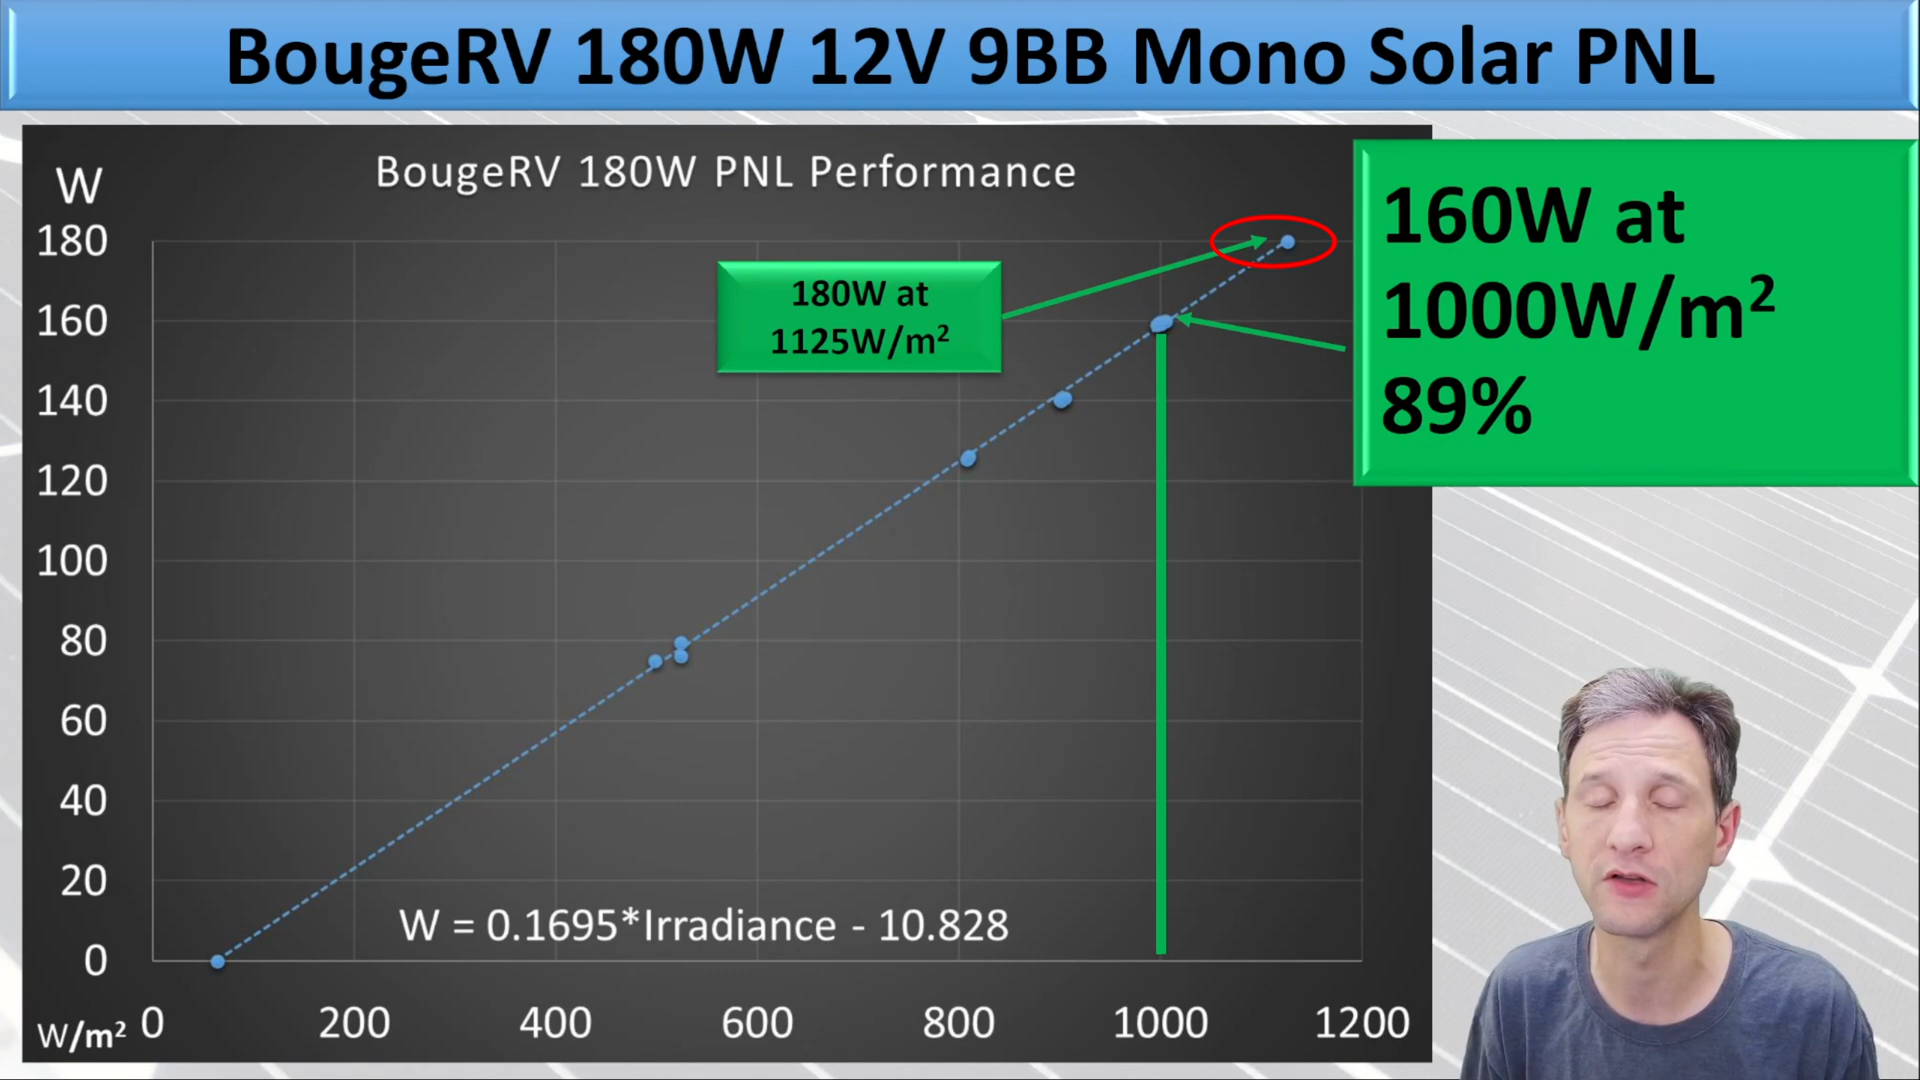 BougeRV 180W 12V 9BB Mono Solar PNL
BougeRV 180W PNL Performance
W
180
160
140
120
100
80
60
40
20
0
180W at
1125W/m²
160W at
1000W/m²
89%
W = 0.1695*Irradiance - 10.828
W/m² 0 200 400 600 800 1000 1200